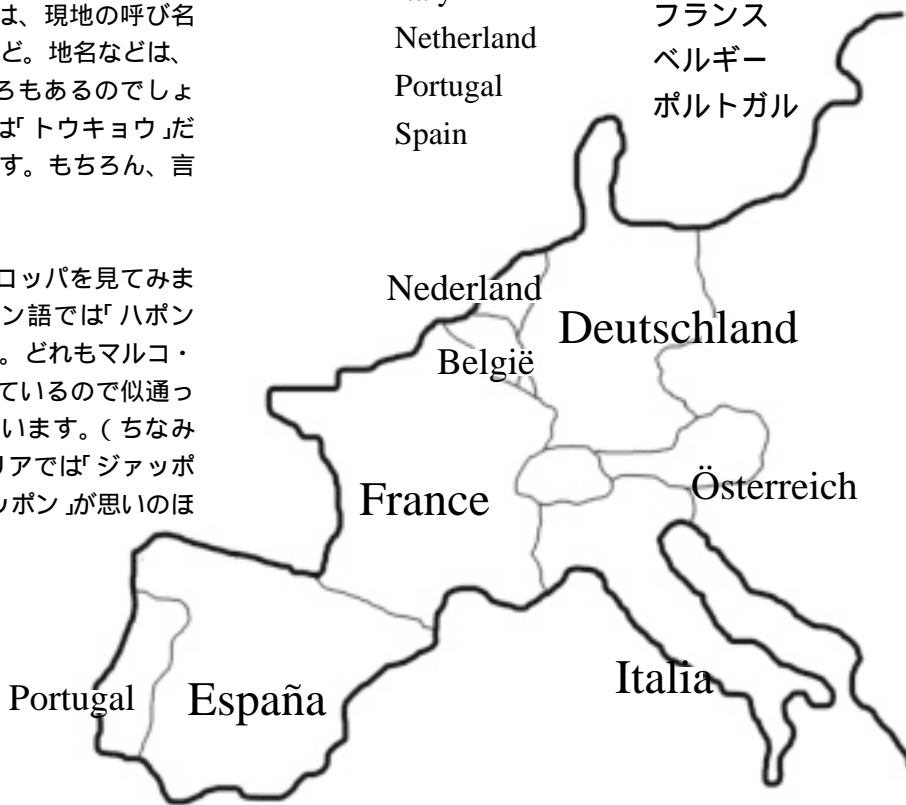 は、現地の呼び名
ど。地名などは、
ろもあるのでしょ
は「トウキョウ」だ
す。もちろん、言
ロッパを見てみま
ン語では「ハポン
。どれもマルコ・
ているので似通っ
います。(ちなみ
リアでは「ジァッポ
ッポン」が思いのほ
Netherland
Portugal
Spain
フランス
ベルギー
ポルトガル
Nederland
Deutschland
België
France
Österreich
Italia
Portugal
España